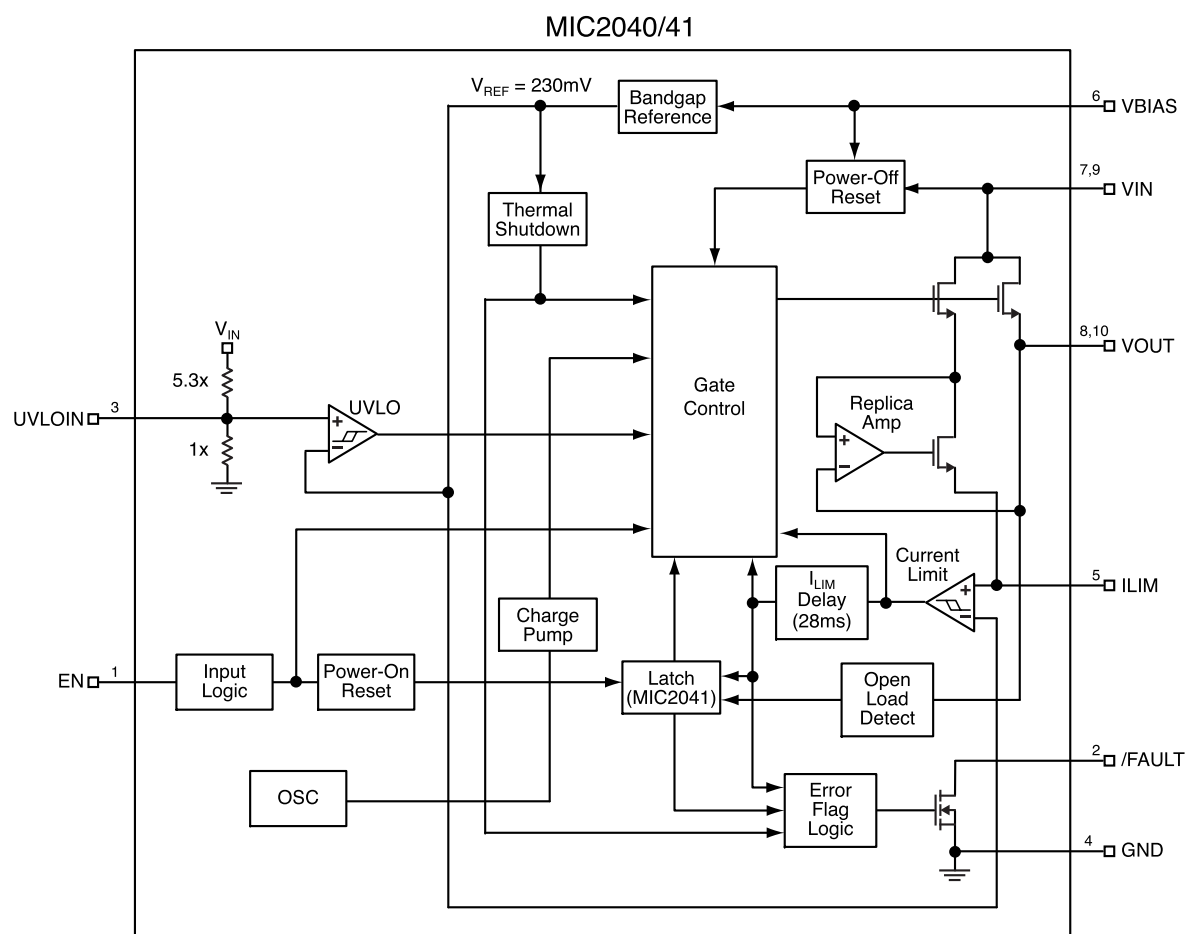 MIC2040/41
VREF = 230mV
Bandgap
Reference
6
VBIAS
7,9
VIN
Power-Off
Reset
Thermal
Shutdown
VIN
8,10
VOUT
5.3x
Gate
Control
UVLOIN
3
UVLO
Replica
Amp
+
−
1x
+
−
Current
Limit
ILIM
Delay
(28ms)
+
−
5
ILIM
Charge
Pump
EN
1
Input
Logic
Power-On
Reset
Latch
(MIC2041)
Open
Load
Detect
2
/FAULT
OSC
Error
Flag
Logic
4
GND